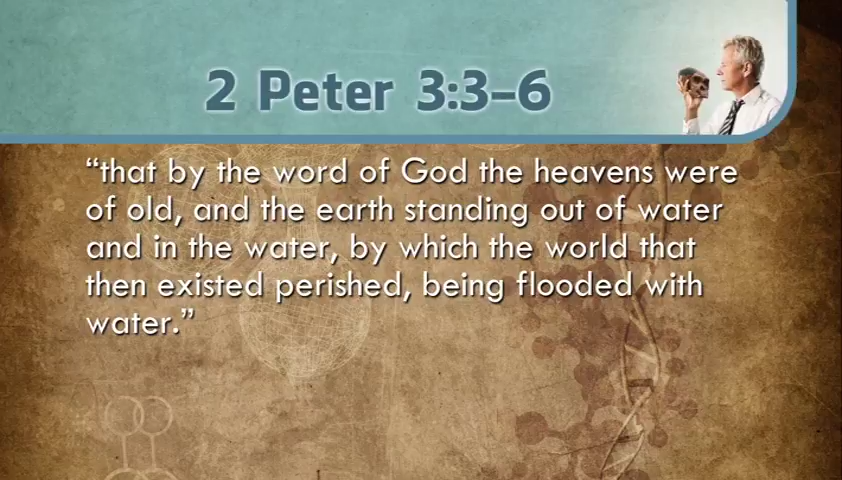 2 Peter 3:3–6
“that by the word of God the heavens were
of old, and the earth standing out of water
and in the water, by which the world that
then existed perished, being flooded with
water.”